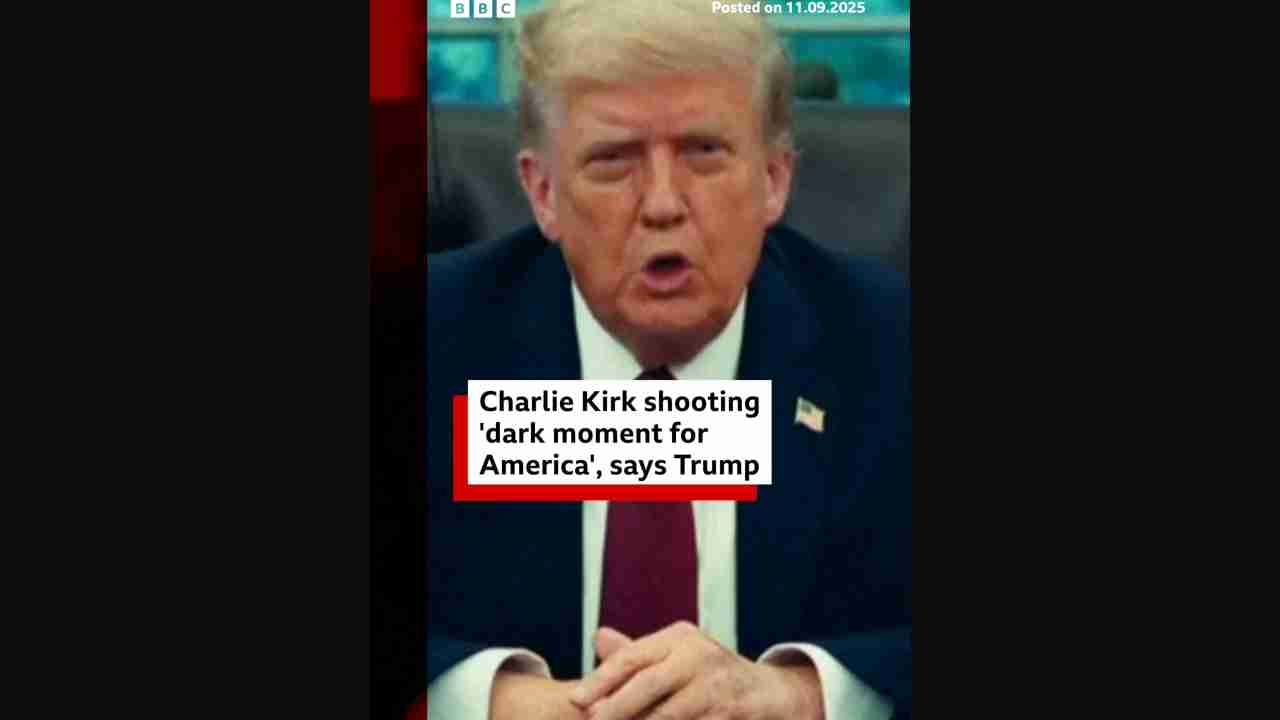 BBC
Posted on 11.09.2025
Charlie Kirk shooting
'dark moment for
America', says Trump